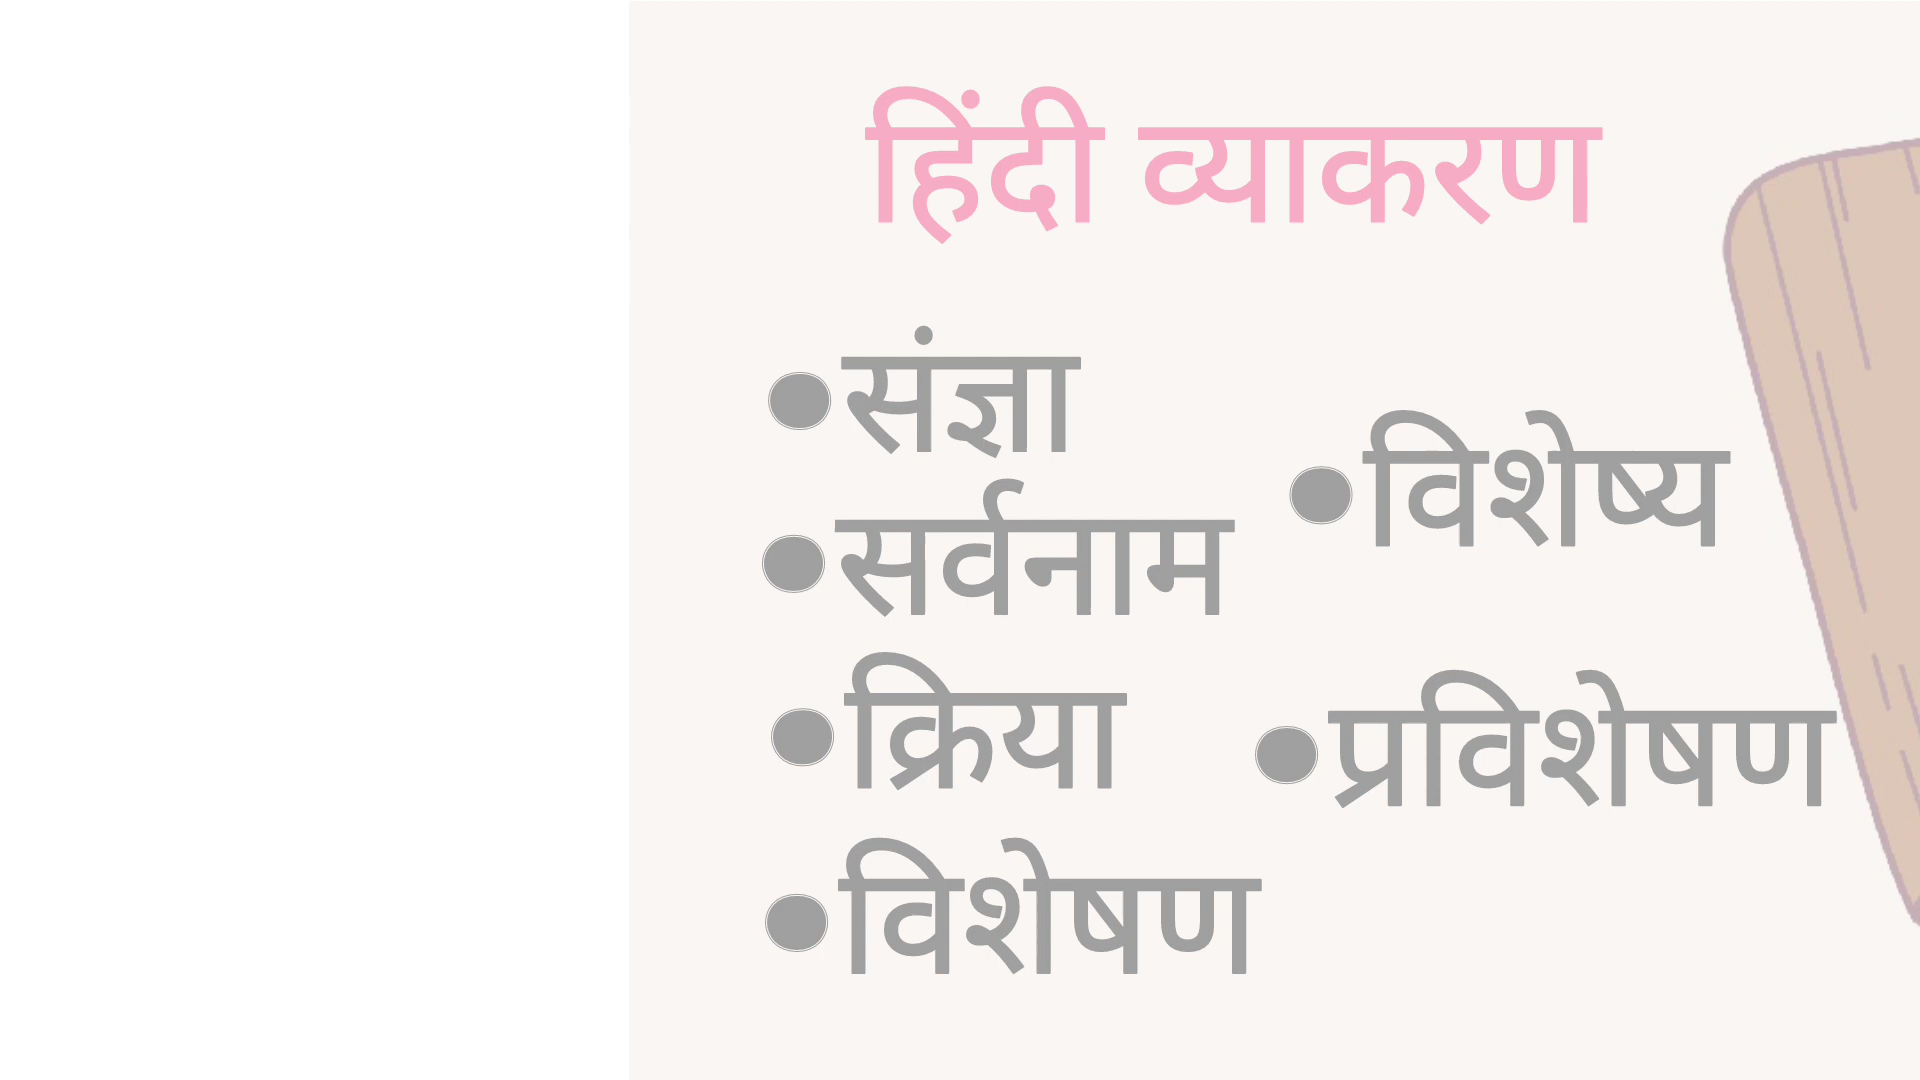 हिंदी व्याकरण
•संज्ञा
•सर्वनाम
•क्रिया
•विशेषण
•विशेष्य
•प्रविशेषण